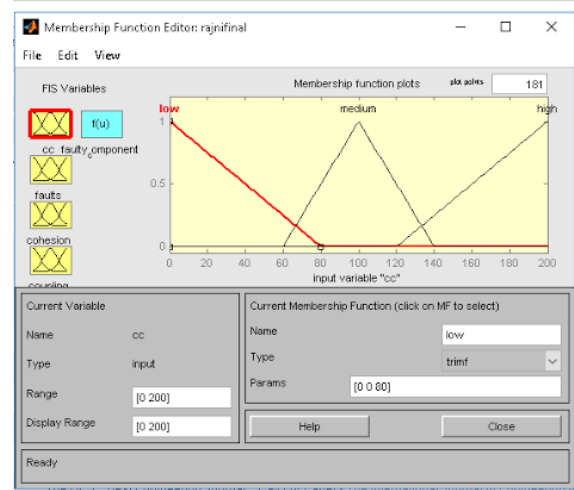 Membership Function Editor: rajnifinal
File Edit View
FIS Variables
Membership function plots
plot points
181
f(u)
low
medium
high
1
0.5
0
cc
faulty component
faults
cohesion
coupling
0 20 40 60 80 100 120 140 160 180 200
input variable "cc"
Current Variable
Current Membership Function (click on MF to select)
Name
cc
Name
low
Type
input
Type
trimf
Params
[0 0 80]
Range
[0 200]
Display Range
[0 200]
Help
Close
Ready